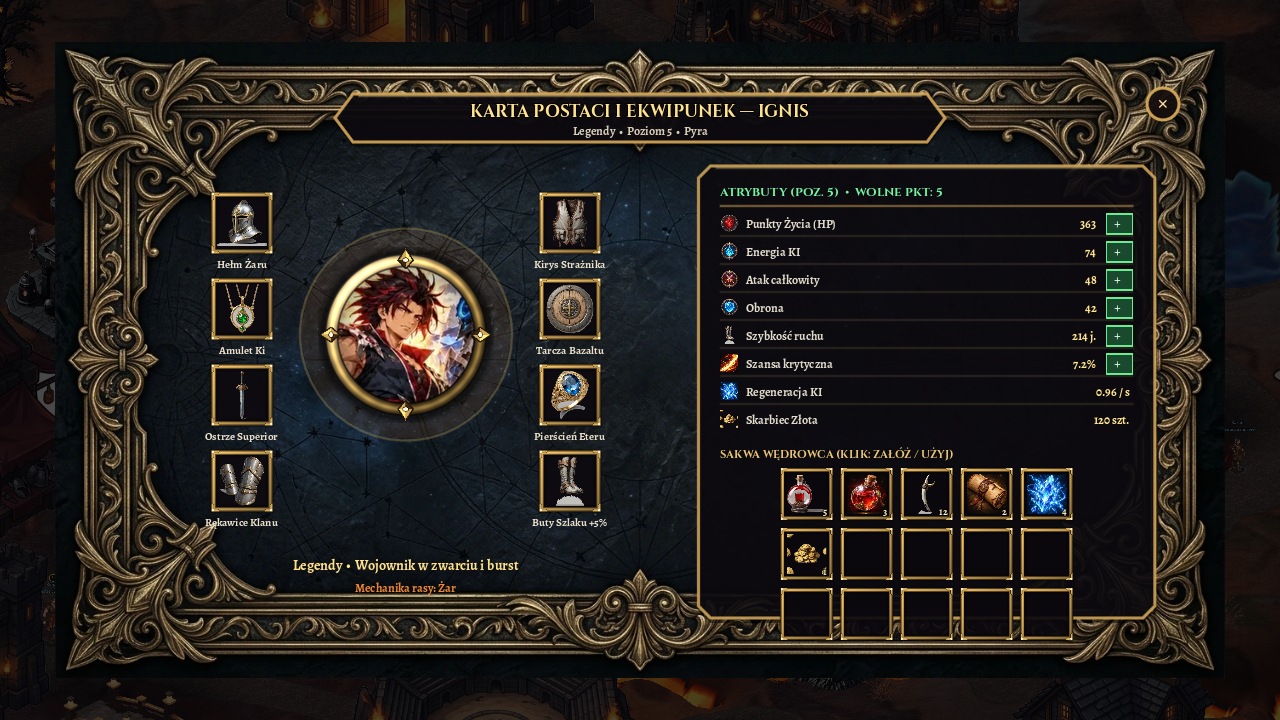 KARTA POSTACI I EKWIPUNEK — IGNIS
Legendy • Poziom 5 • Pyra
×
Hełm Żaru
Amulet Ki
Ostrze Superior
Rękawice Klanu
Kirys Strażnika
Tarcza Bazaltu
Pierścień Eteru
Buty Szlaku +5%
Legendy • Wojownik w zwarciu i burst
Mechanika rasy: Żar
ATRYBUTY (POZ. 5) • WOLNE PKT: 5
Punkty Życia (HP) 363 +
Energia KI 74 +
Atak całkowity 48 +
Obrona 42 +
Szybkość ruchu 214 j. +
Szansa krytyczna 7.2% +
Regeneracja KI 0.96 / s
Skarbiec Złota 120 szt.
SAKWA WĘDROWCA (KLIK: ZAŁÓŻ / UŻYJ)
5 3 12 2 4